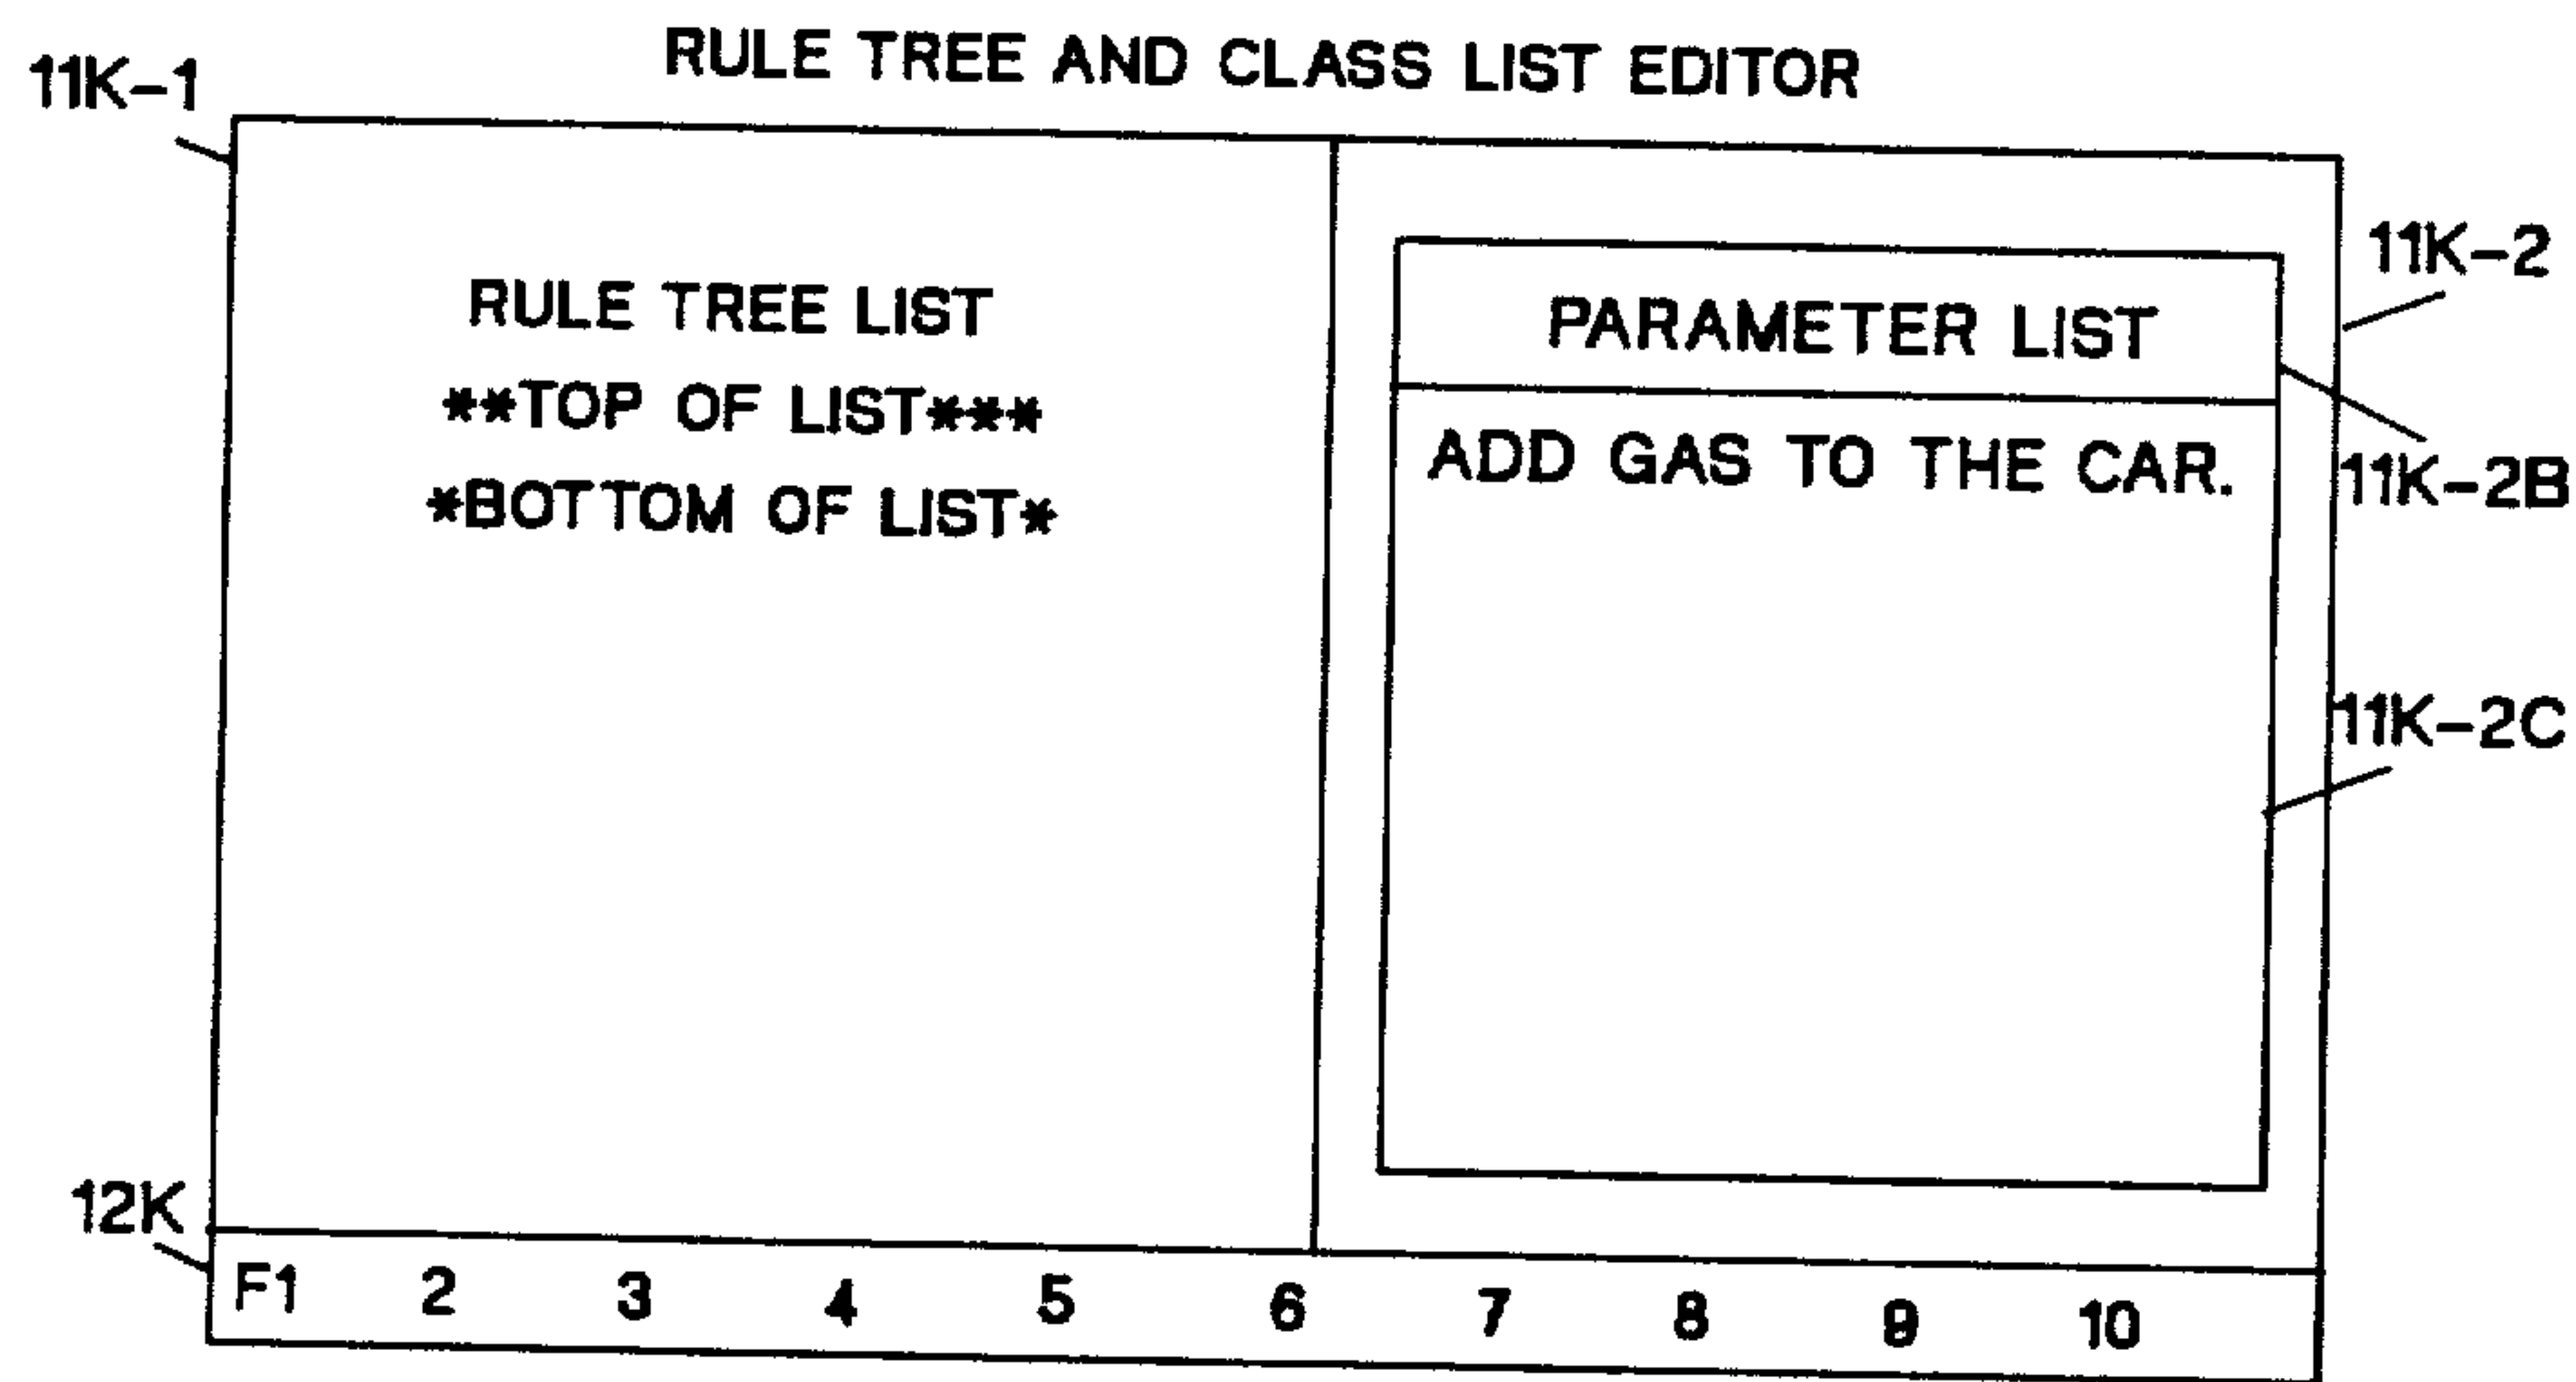 RULE TREE AND CLASS LIST EDITOR
11K-1
RULE TREE LIST
**TOP OF LIST***
*BOTTOM OF LIST*
PARAMETER LIST
ADD GAS TO THE CAR.
11K-2
11K-2B
11K-2C
12K
F1 2 3 4 5 6 7 8 9 10